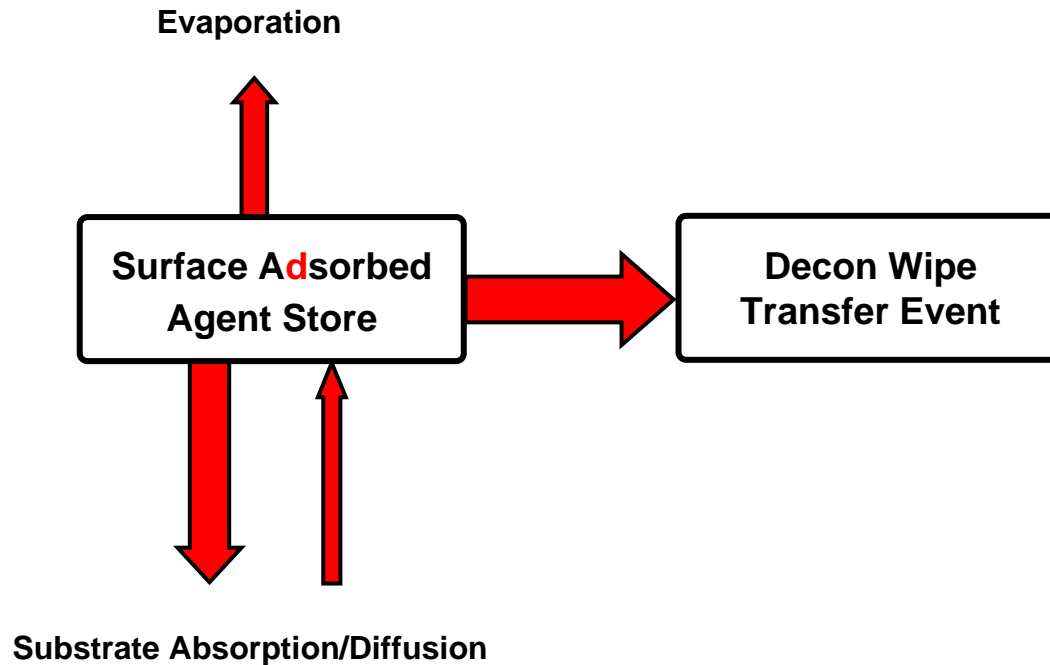 Evaporation
Surface Adsorbed
Agent Store
Decon Wipe
Transfer Event
Substrate Absorption/Diffusion